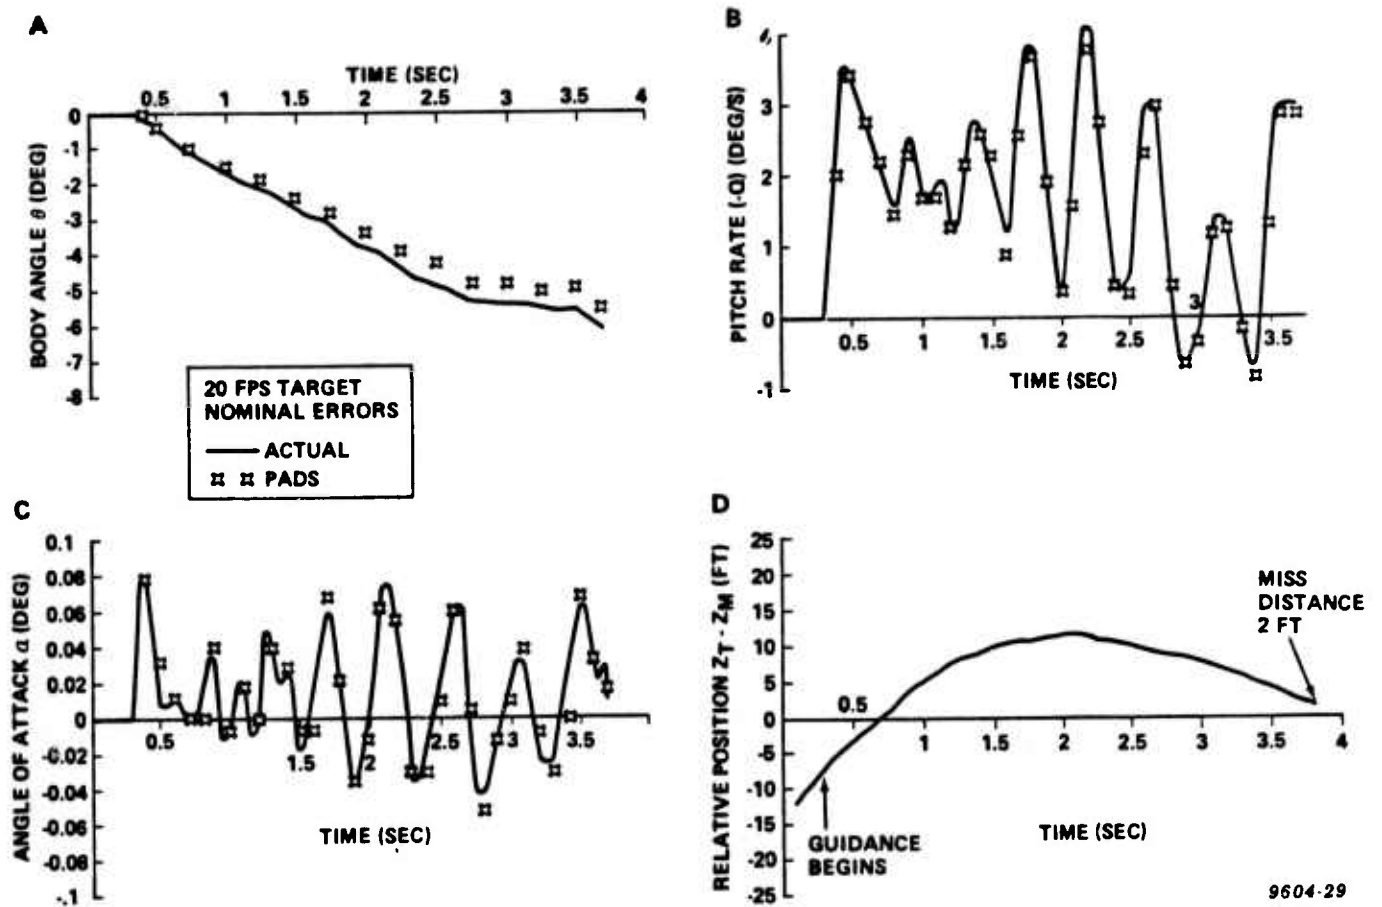 A
TIME (SEC)
0.5 1 1.5 2 2.5 3 3.5 4
BODY ANGLE θ (DEG)
0
-1
-2
-3
-4
-5
-6
-7
-8
20 FPS TARGET
NOMINAL ERRORS
ACTUAL
PADS
B
PITCH RATE (-Q) (DEG/S)
3
2
1
0
-1
0.5 1 1.5 2 2.5 3 3.5
TIME (SEC)
C
ANGLE OF ATTACK α (DEG)
0.1
0.08
0.06
0.04
0.02
0
-0.02
-0.04
-0.06
-0.08
-.1
0.5 1.5 2 2.5 3 3.5
TIME (SEC)
D
RELATIVE POSITION Z_T - Z_M (FT)
25
20
15
10
5
0
-5
-10
-15
-20
-25
0.5 1 1.5 2 2.5 3 3.5 4
MISS
DISTANCE
2 FT
GUIDANCE
BEGINS
TIME (SEC)
9604-29